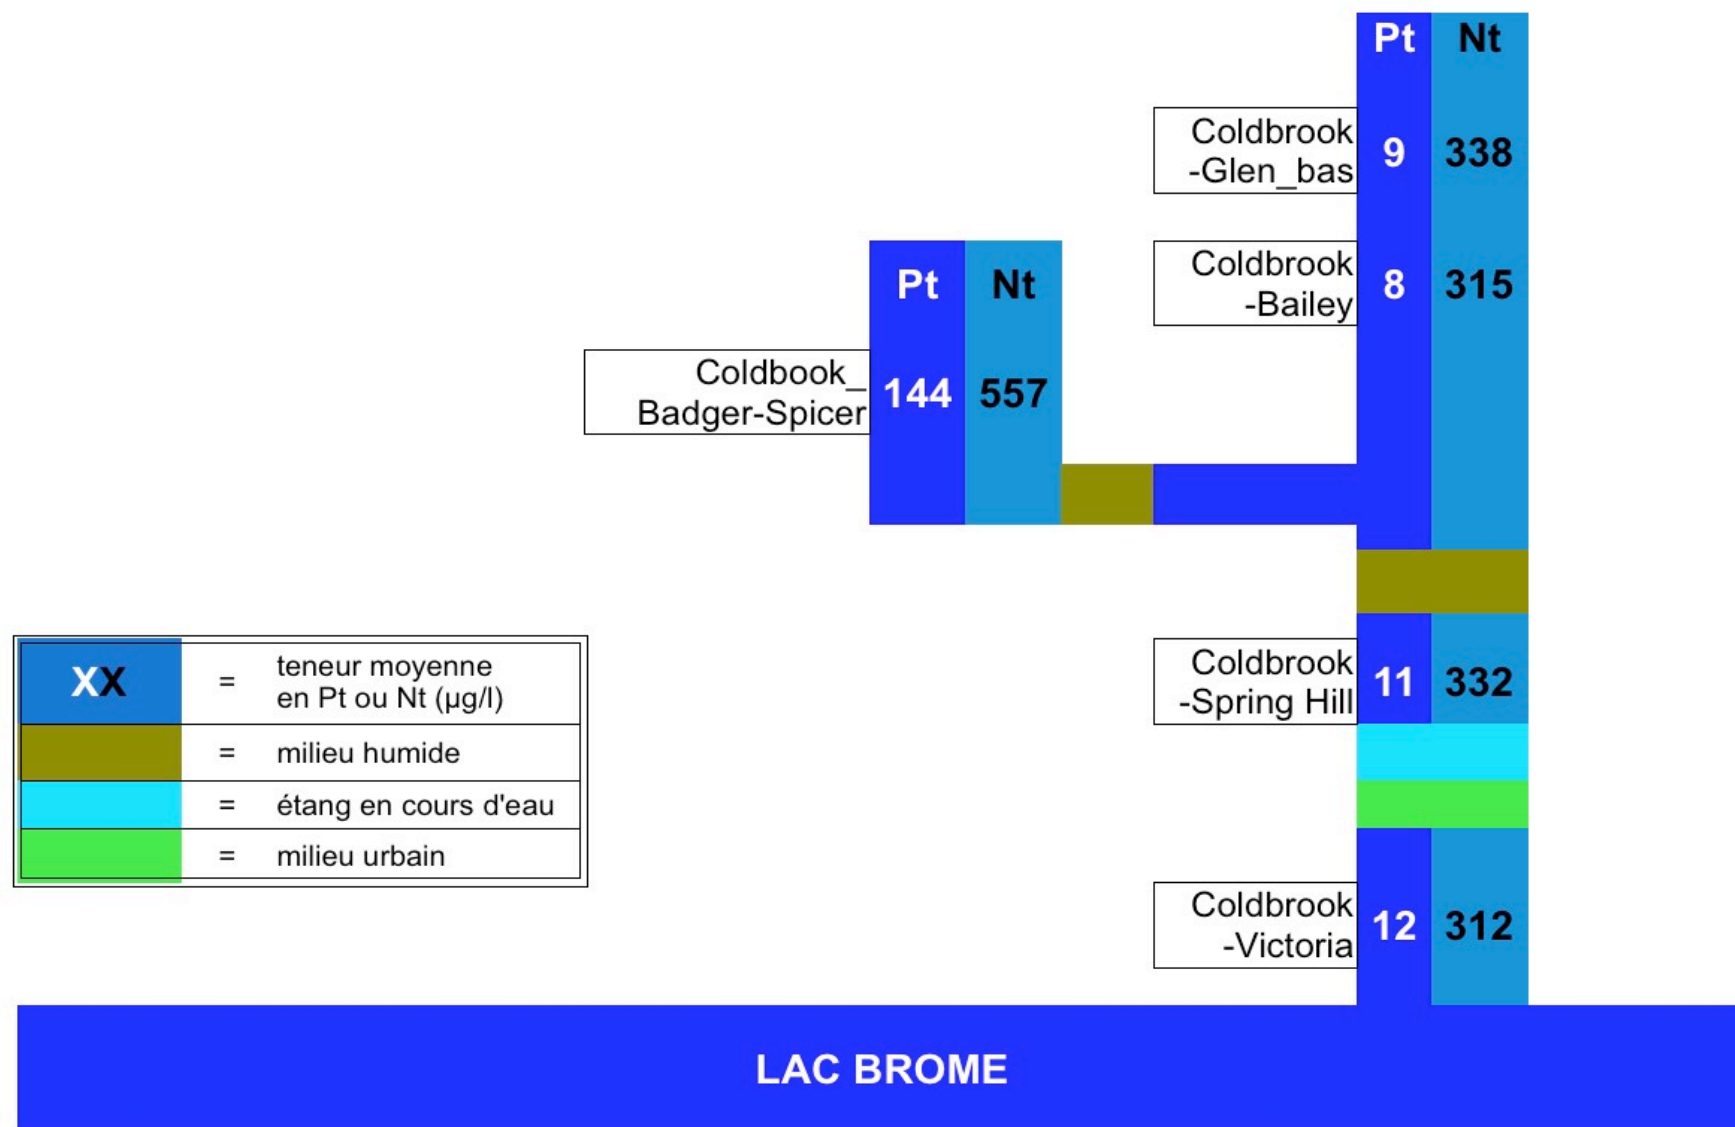 Pt Nt
Coldbrook
-Glen_bas
9 338
Coldbrook
-Bailey
8 315
Pt Nt
Coldbook_
Badger-Spicer
144 557
Coldbrook
-Spring Hill
11 332
Coldbrook
-Victoria
12 312
XX = teneur moyenne
en Pt ou Nt (µg/l)
= milieu humide
= étang en cours d'eau
= milieu urbain
LAC BROME